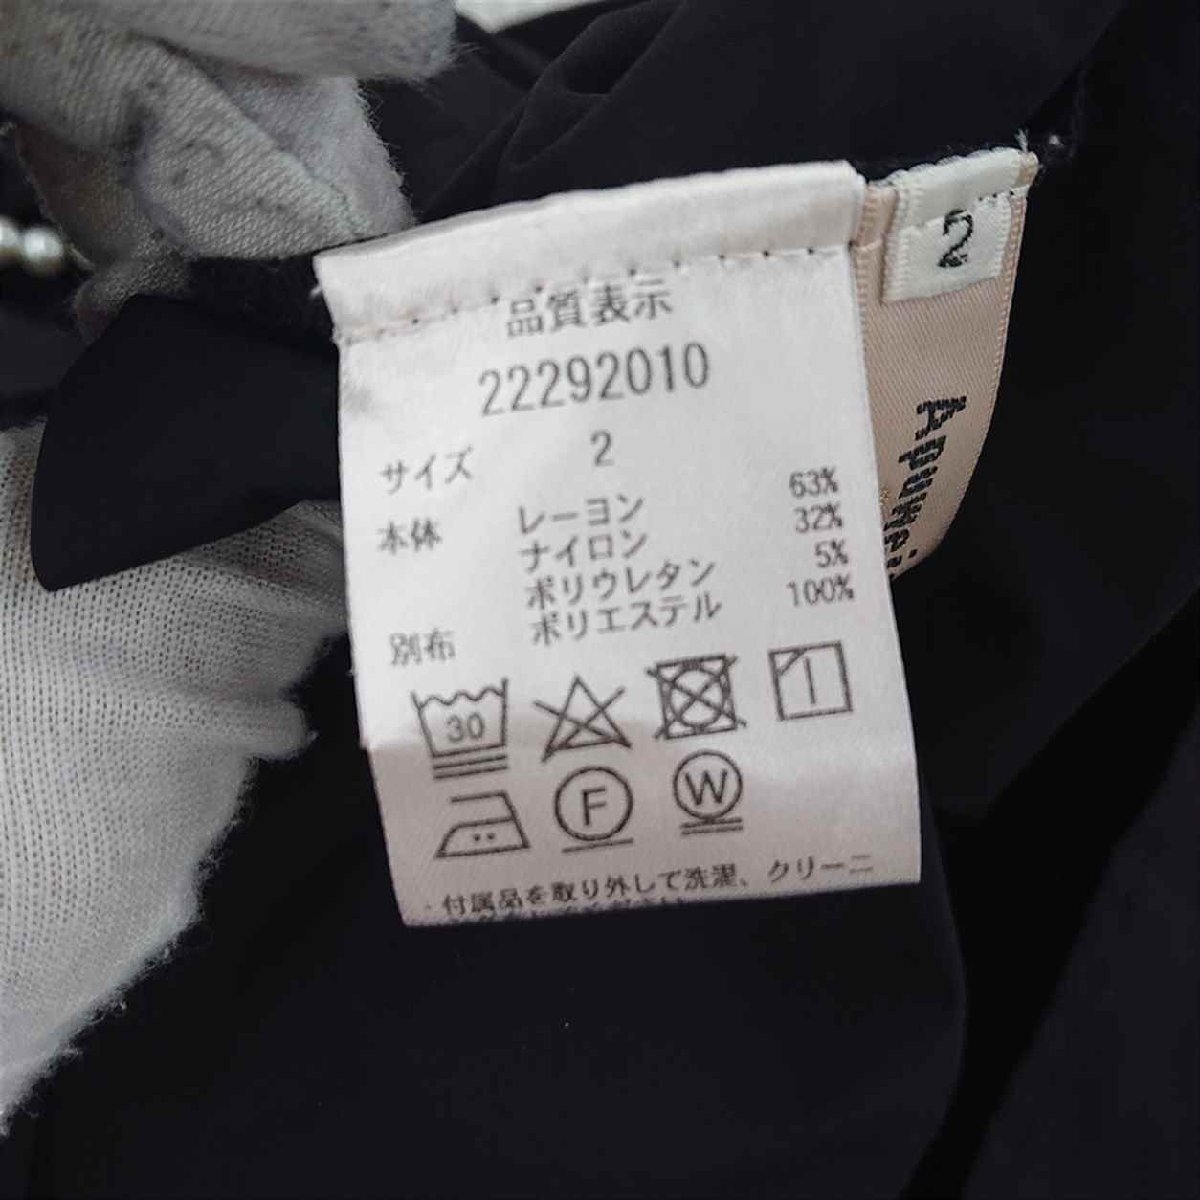 品質表示
22292010
サイズ 2
本体 レーヨン 63%
ナイロン 32%
ポリウレタン 5%
別布 ポリエステル 100%
30
F
W
・付属品を取り外して洗濯、クリーニ
2